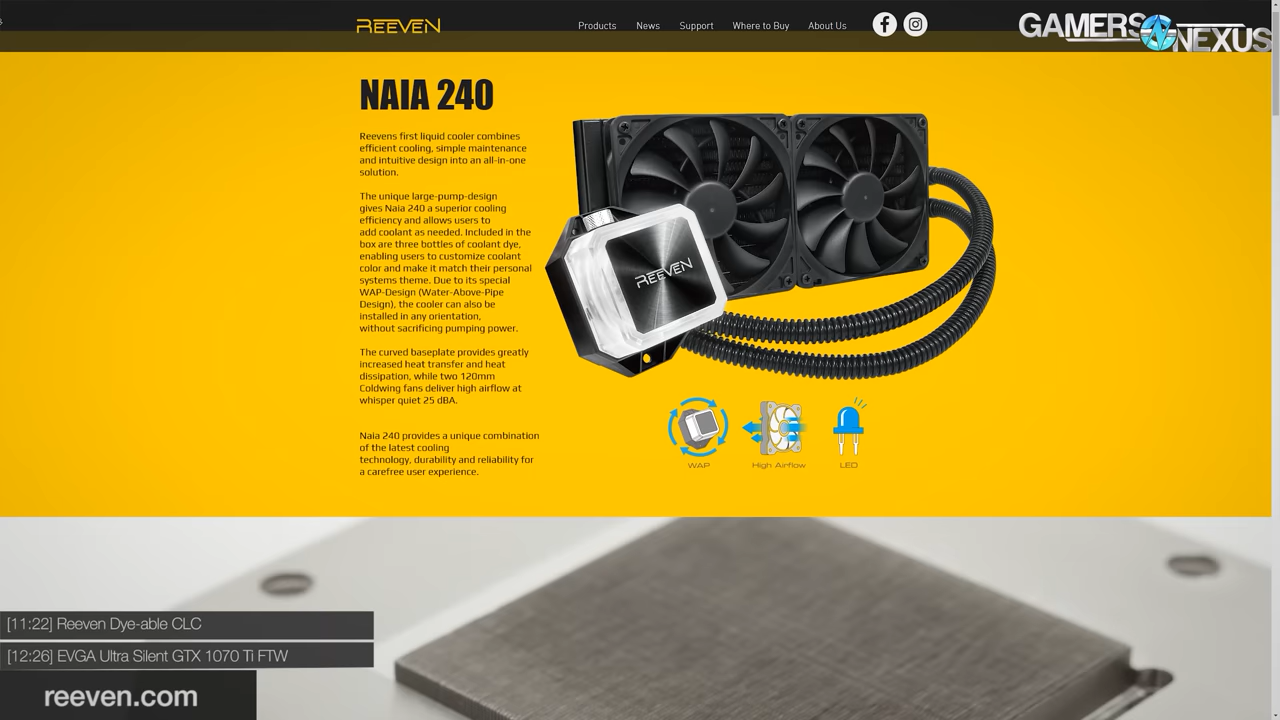 REEVEN
Products News Support Where to Buy About Us
GAMERS NEXUS
NAIA 240
Reevens first liquid cooler combines
efficient cooling, simple maintenance
and intuitive design into an all-in-one
solution.
The unique large-pump-design
gives Naia 240 a superior cooling
efficiency and allows users to
add coolant as needed. Included in the
box are three bottles of coolant dye,
enabling users to customize coolant
color and make it match their personal
systems theme. Due to its special
WAP-Design (Water-Above-Pipe
Design), the cooler can also be
installed in any orientation,
without sacrificing pumping power.
The curved baseplate provides greatly
increased heat transfer and heat
dissipation, while two 120mm
Coldwing fans deliver high airflow at
whisper quiet 25 dBA.
Naia 240 provides a unique combination
of the latest cooling
technology, durability and reliability for
a carefree user experience.
REEVEN
WAP High Airflow LED
[11:22] Reeven Dye-able CLC
[12:26] EVGA Ultra Silent GTX 1070 Ti FTW
reeven.com